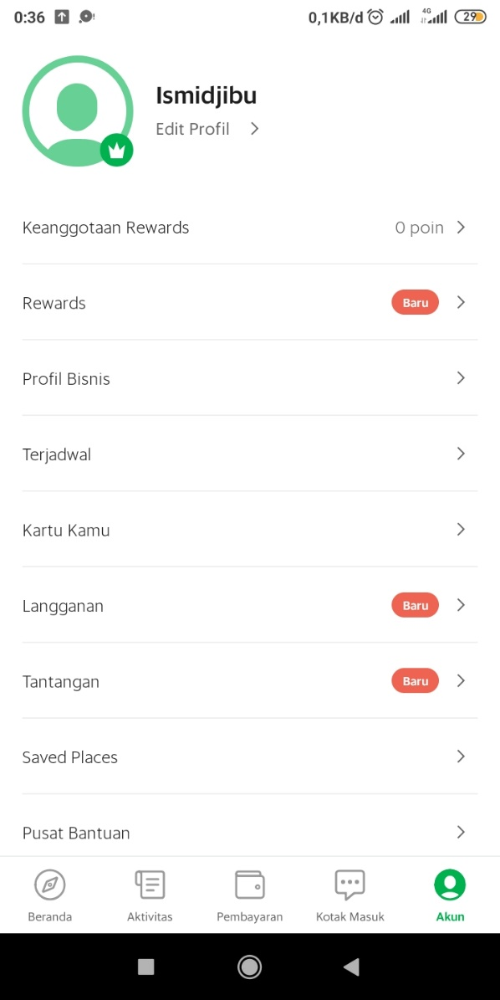 0:36 0,1KB/d 4G 29
Ismidjibu
Edit Profil
Keanggotaan Rewards 0 poin
Rewards Baru
Profil Bisnis
Terjadwal
Kartu Kamu
Langganan Baru
Tantangan Baru
Saved Places
Pusat Bantuan
Beranda Aktivitas Pembayaran Kotak Masuk Akun